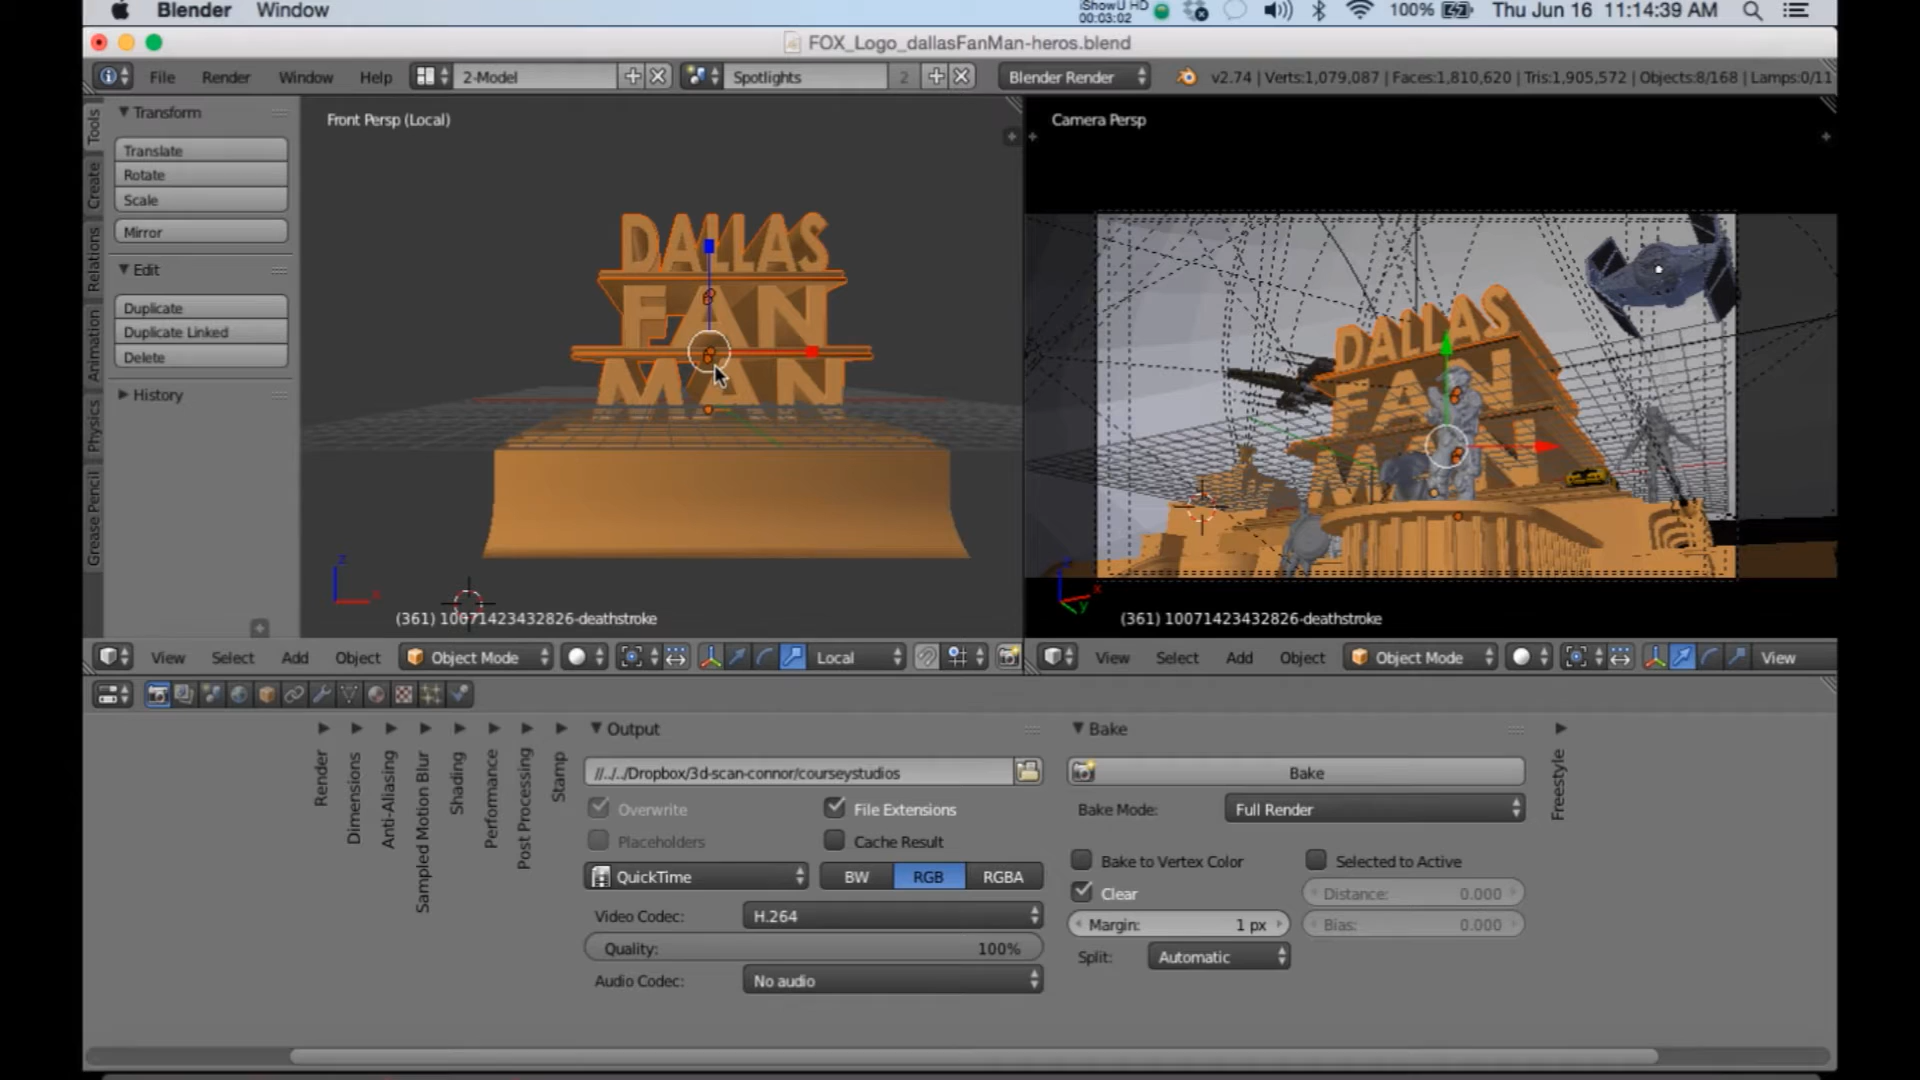 Blender Window
iShowU HD
00:03:02
100% Thu Jun 16 11:14:39 AM
FOX_Logo_dallasFanMan-heros.blend
File Render Window Help 2-Model Spotlights 2 Blender Render v2.74 | Verts:1,079,087 | Faces:1,810,620 | Tris:1,905,572 | Objects:8/168 | Lamps:0/11
Tools
Create
Relations
Animation
Physics
Grease Pencil
Transform
Translate
Rotate
Scale
Mirror
Edit
Duplicate
Duplicate Linked
Delete
History
Front Persp (Local)
DALLAS
FAN
MAN
z
x
(361) 10071423432826-deathstroke
Camera Persp
DALLAS
FAN
MAN
x
y
(361) 10071423432826-deathstroke
View Select Add Object Object Mode Local
View Select Add Object Object Mode View
Render
Dimensions
Anti-Aliasing
Sampled Motion Blur
Shading
Performance
Post Processing
Stamp
Output
//../../Dropbox/3d-scan-connor/courseystudios
Overwrite File Extensions
Placeholders Cache Result
QuickTime BW RGB RGBA
Video Codec: H.264
Quality: 100%
Audio Codec: No audio
Bake
Bake
Bake Mode: Full Render
Bake to Vertex Color Selected to Active
Clear Distance: 0.000
Margin: 1 px Bias: 0.000
Split: Automatic
Freestyle